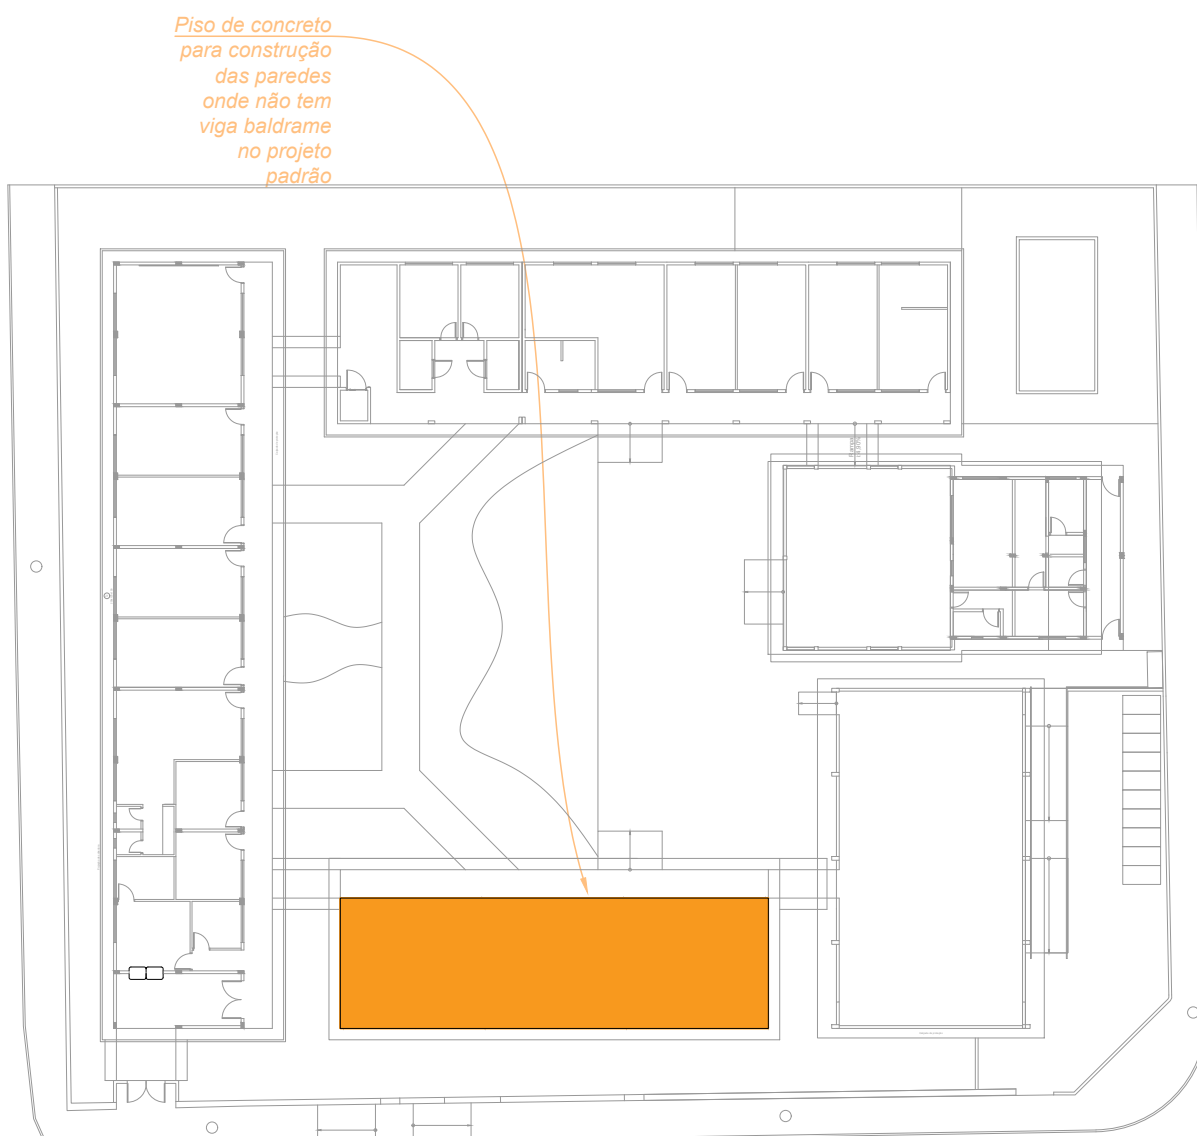 Piso de concreto
para construção
das paredes
onde não tem
viga baldrame
no projeto
padrão